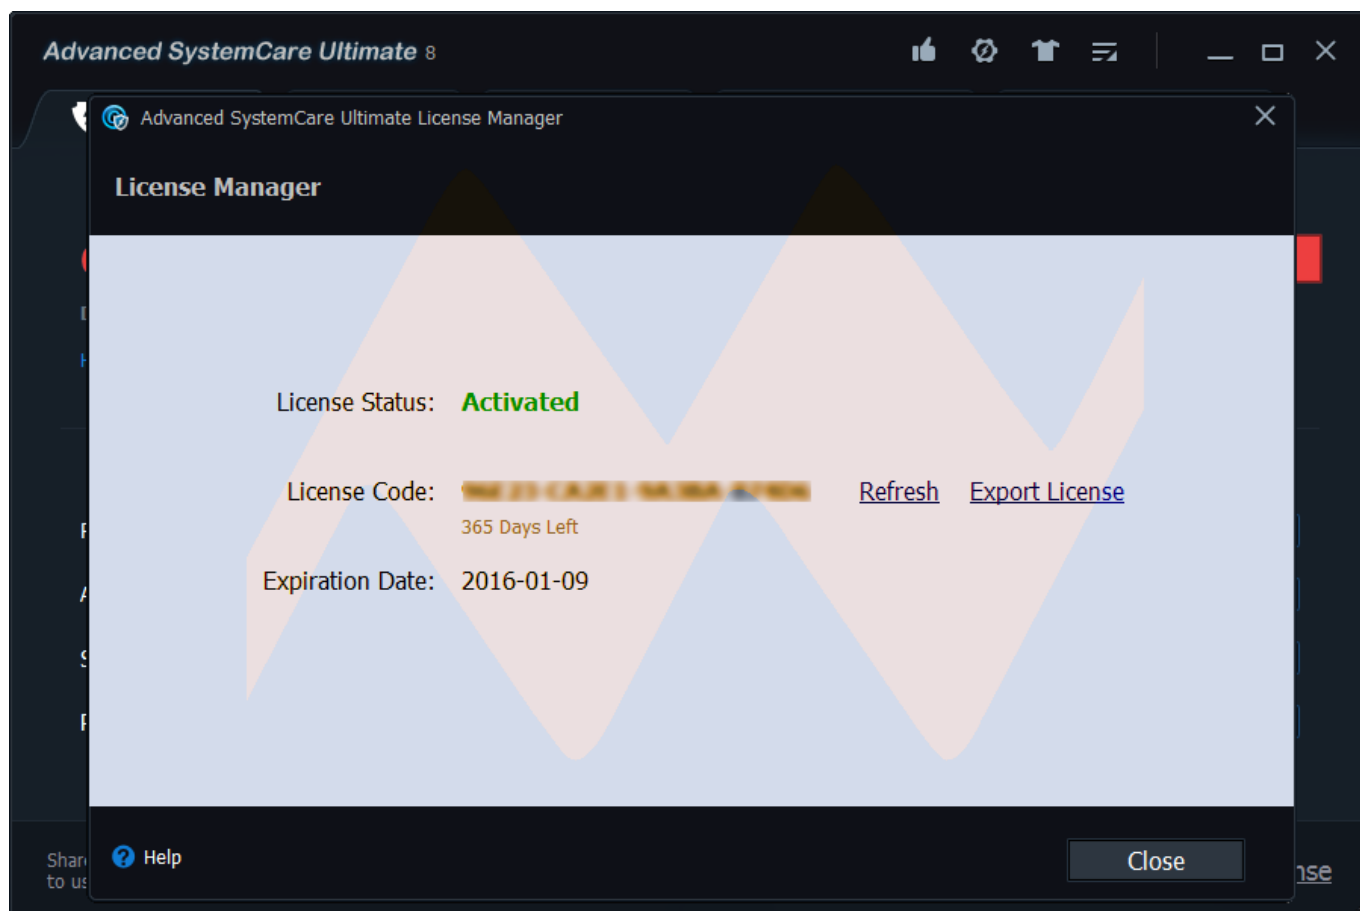 Advanced SystemCare Ultimate 8
Advanced SystemCare Ultimate License Manager
License Manager
License Status: Activated
License Code: Refresh Export License
365 Days Left
Expiration Date: 2016-01-09
Help
Close
to